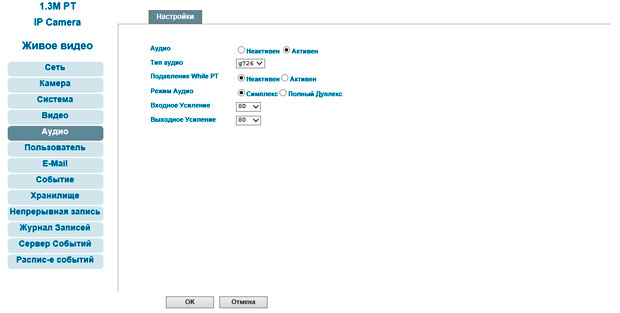 1.3M PT
IP Camera
Живое видео
Сеть
Камера
Система
Видео
Аудио
Пользователь
E-Mail
Событие
Хранилище
Непрерывная запись
Журнал Записей
Сервер Событий
Распис-е событий
Настройки
Аудио Неактивен Активен
Тип аудио g726
Подавление While PT Неактивен Активен
Режим Аудио Симплекс Полный Дуплекс
Входное Усиление 80
Выходное Усиление 80
OK Отмена